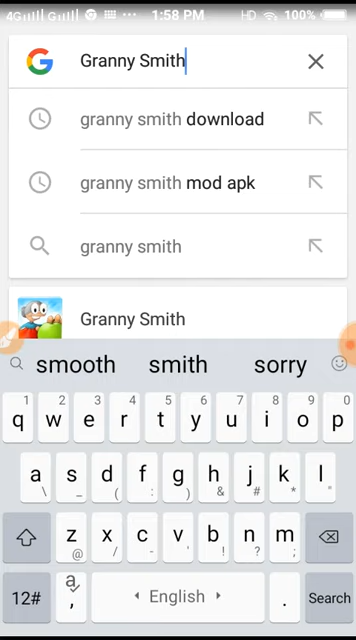 4G 4G 1:58 PM HD 100%
Granny Smith
granny smith download
granny smith mod apk
granny smith
Granny Smith
smooth smith sorry
1 2 3 4 5 6 7 8 9 0
q w e r t y u i o p
a s d f g h j k l
\ _ ( : ) & # * °
z x c v b n m
@ / - ' ! ? ;
12# a , English . Search